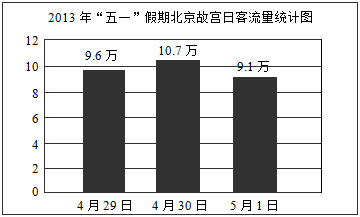 2013 年“五一”假期北京故宫日客流量统计图
12
10
8
6
4
2
0
9.6 万
10.7 万
9.1 万
4 月 29 日
4 月 30 日
5 月 1 日